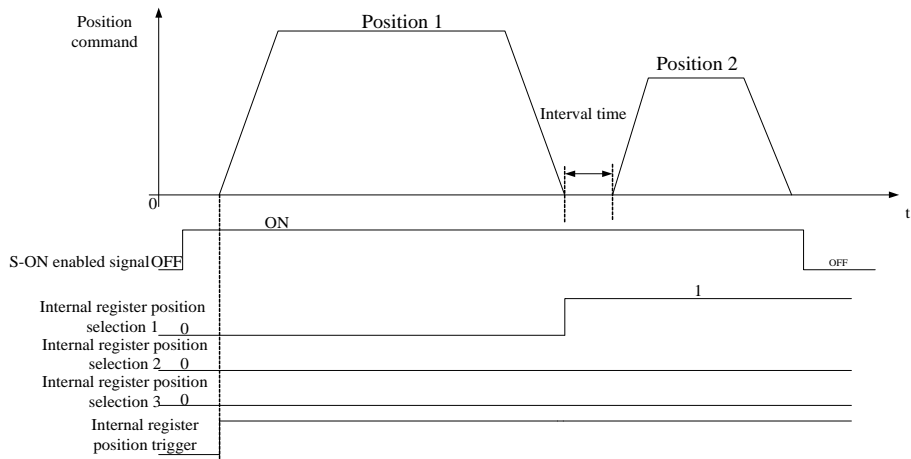 Position
command
Position 1
Position 2
Interval time
0
t
ON
S-ON enabled signal OFF
OFF
Internal register position
selection 1 0
1
Internal register position
selection 2 0
Internal register position
selection 3 0
Internal register
position trigger